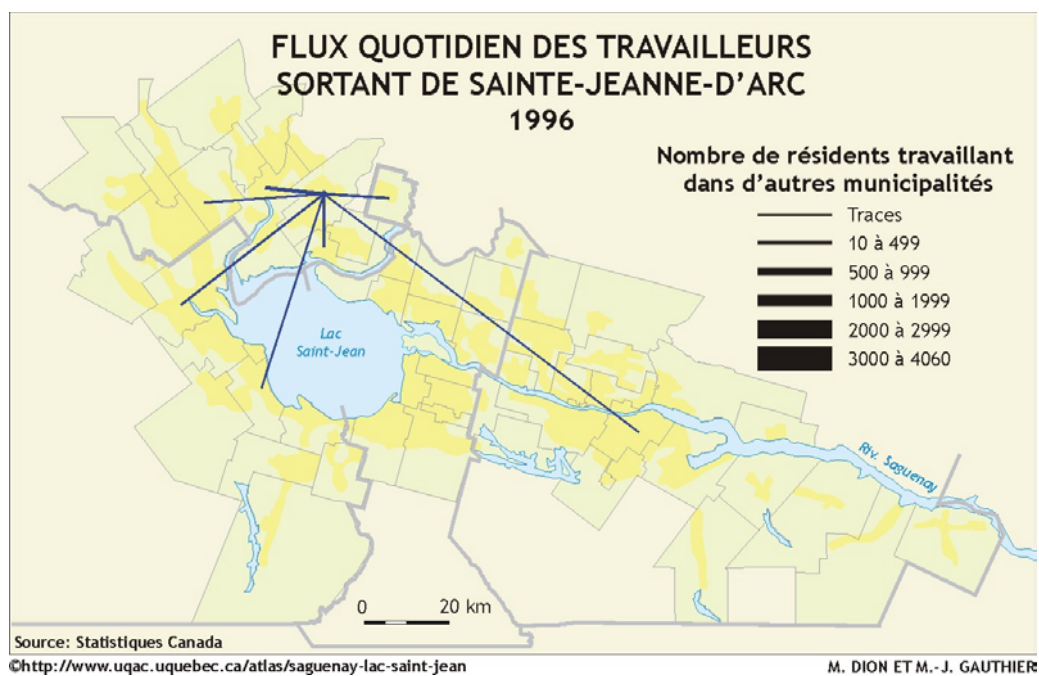 FLUX QUOTIDIEN DES TRAVAILLEURS
SORTANT DE SAINTE-JEANNE-D'ARC
1996
Nombre de résidents travaillant
dans d'autres municipalités
Traces
10 à 499
500 à 999
1000 à 1999
2000 à 2999
3000 à 4060
Lac
Saint-Jean
Riv. Saguenay
0 20 km
Source: Statistiques Canada
©http://www.uqac.uquebec.ca/atlas/saguenay-lac-saint-jean
M. DION ET M.-J. GAUTHIER